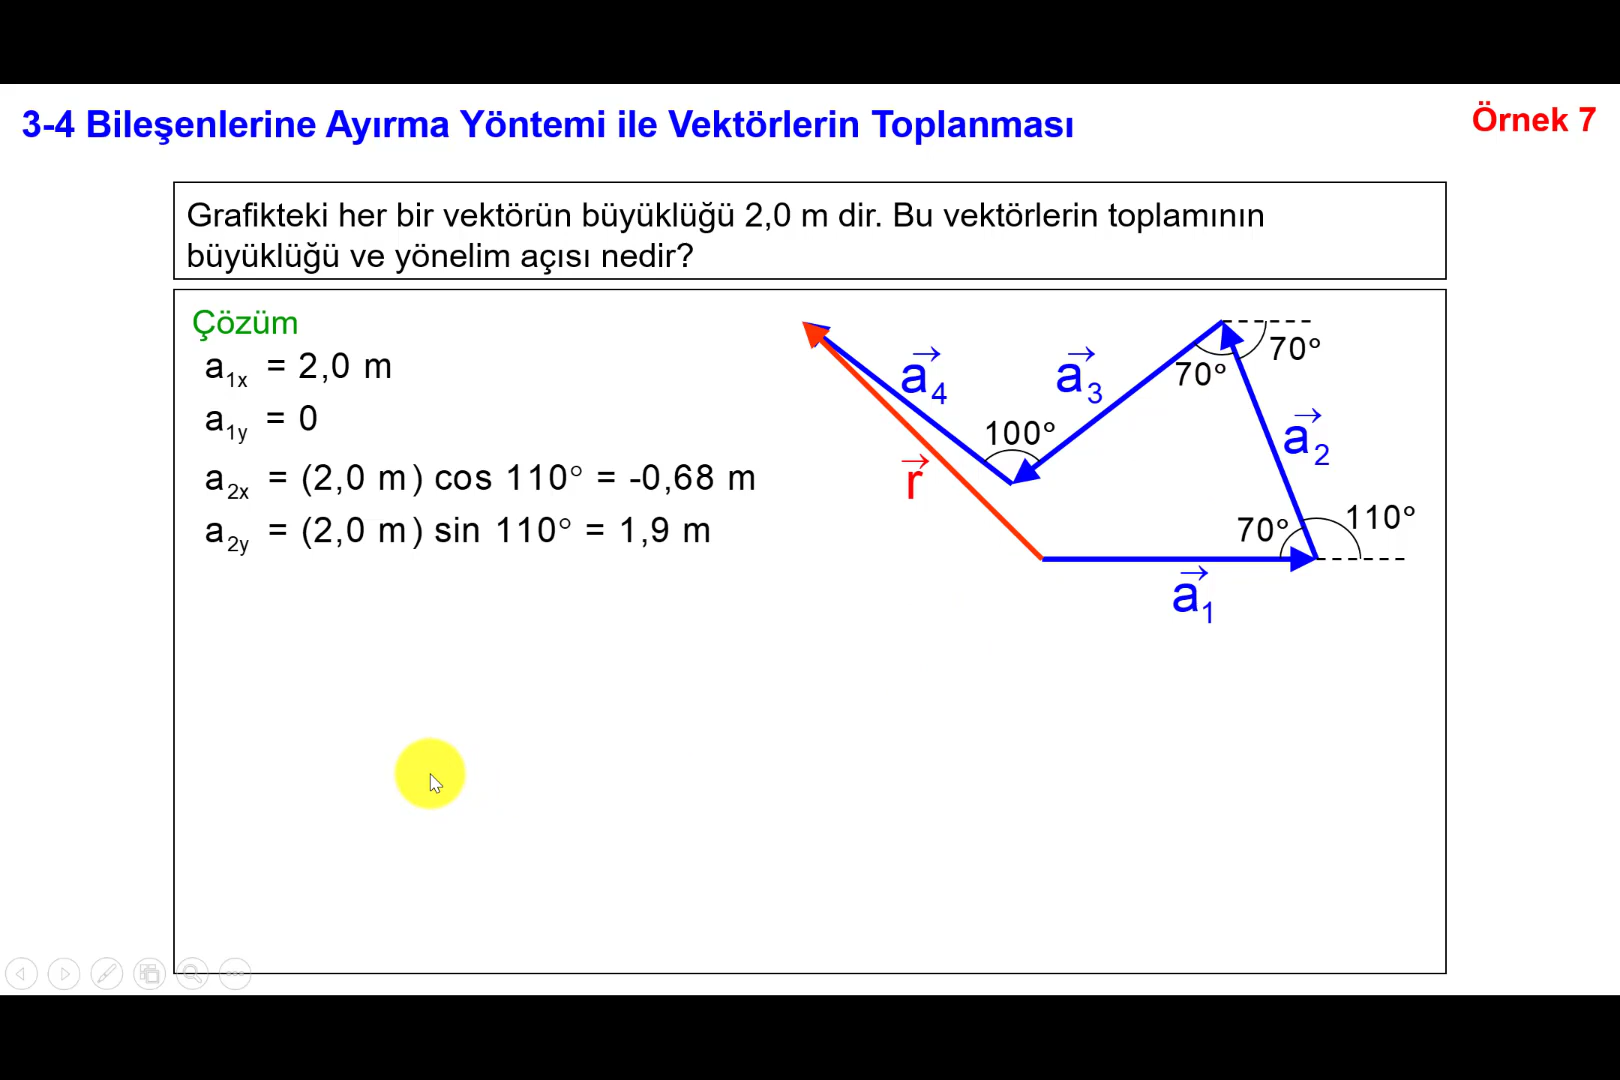 3-4 Bileşenlerine Ayırma Yöntemi ile Vektörlerin Toplanması
Örnek 7
Grafikteki her bir vektörün büyüklüğü 2,0 m dir. Bu vektörlerin toplamının
büyüklüğü ve yönelim açısı nedir?
Çözüm
a1x = 2,0 m
a1y = 0
a2x = (2,0 m) cos 110° = -0,68 m
a2y = (2,0 m) sin 110° = 1,9 m
a4
a3
70°
70°
100°
a2
r
70°
110°
a1